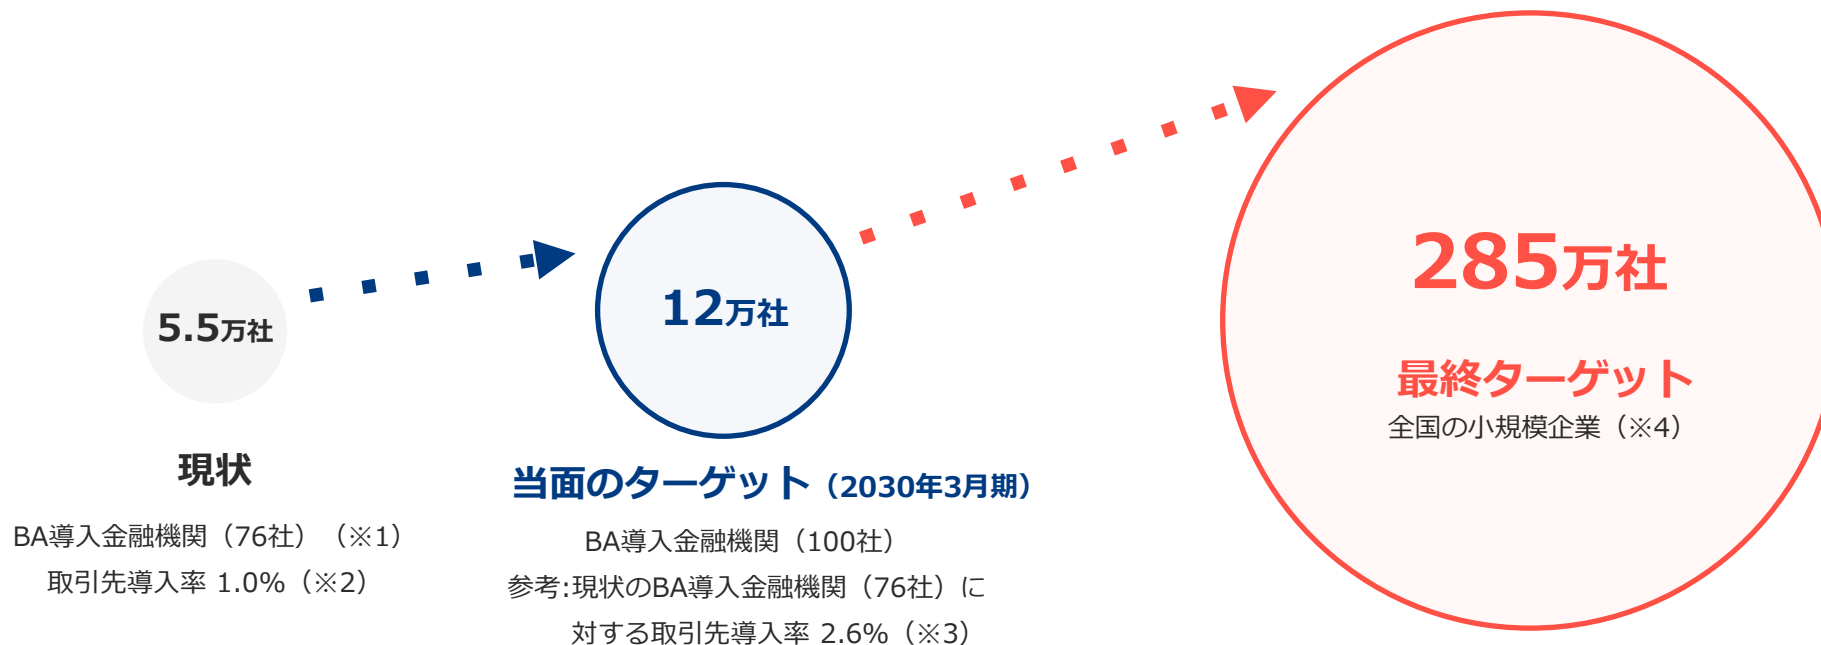 5.5万社
現状
BA導入金融機関（76社）（※1）
取引先導入率 1.0%（※2）
12万社
当面のターゲット（2030年3月期）
BA導入金融機関（100社）
参考:現状のBA導入金融機関（76社）に
対する取引先導入率 2.6%（※3）
285万社
最終ターゲット
全国の小規模企業（※4）